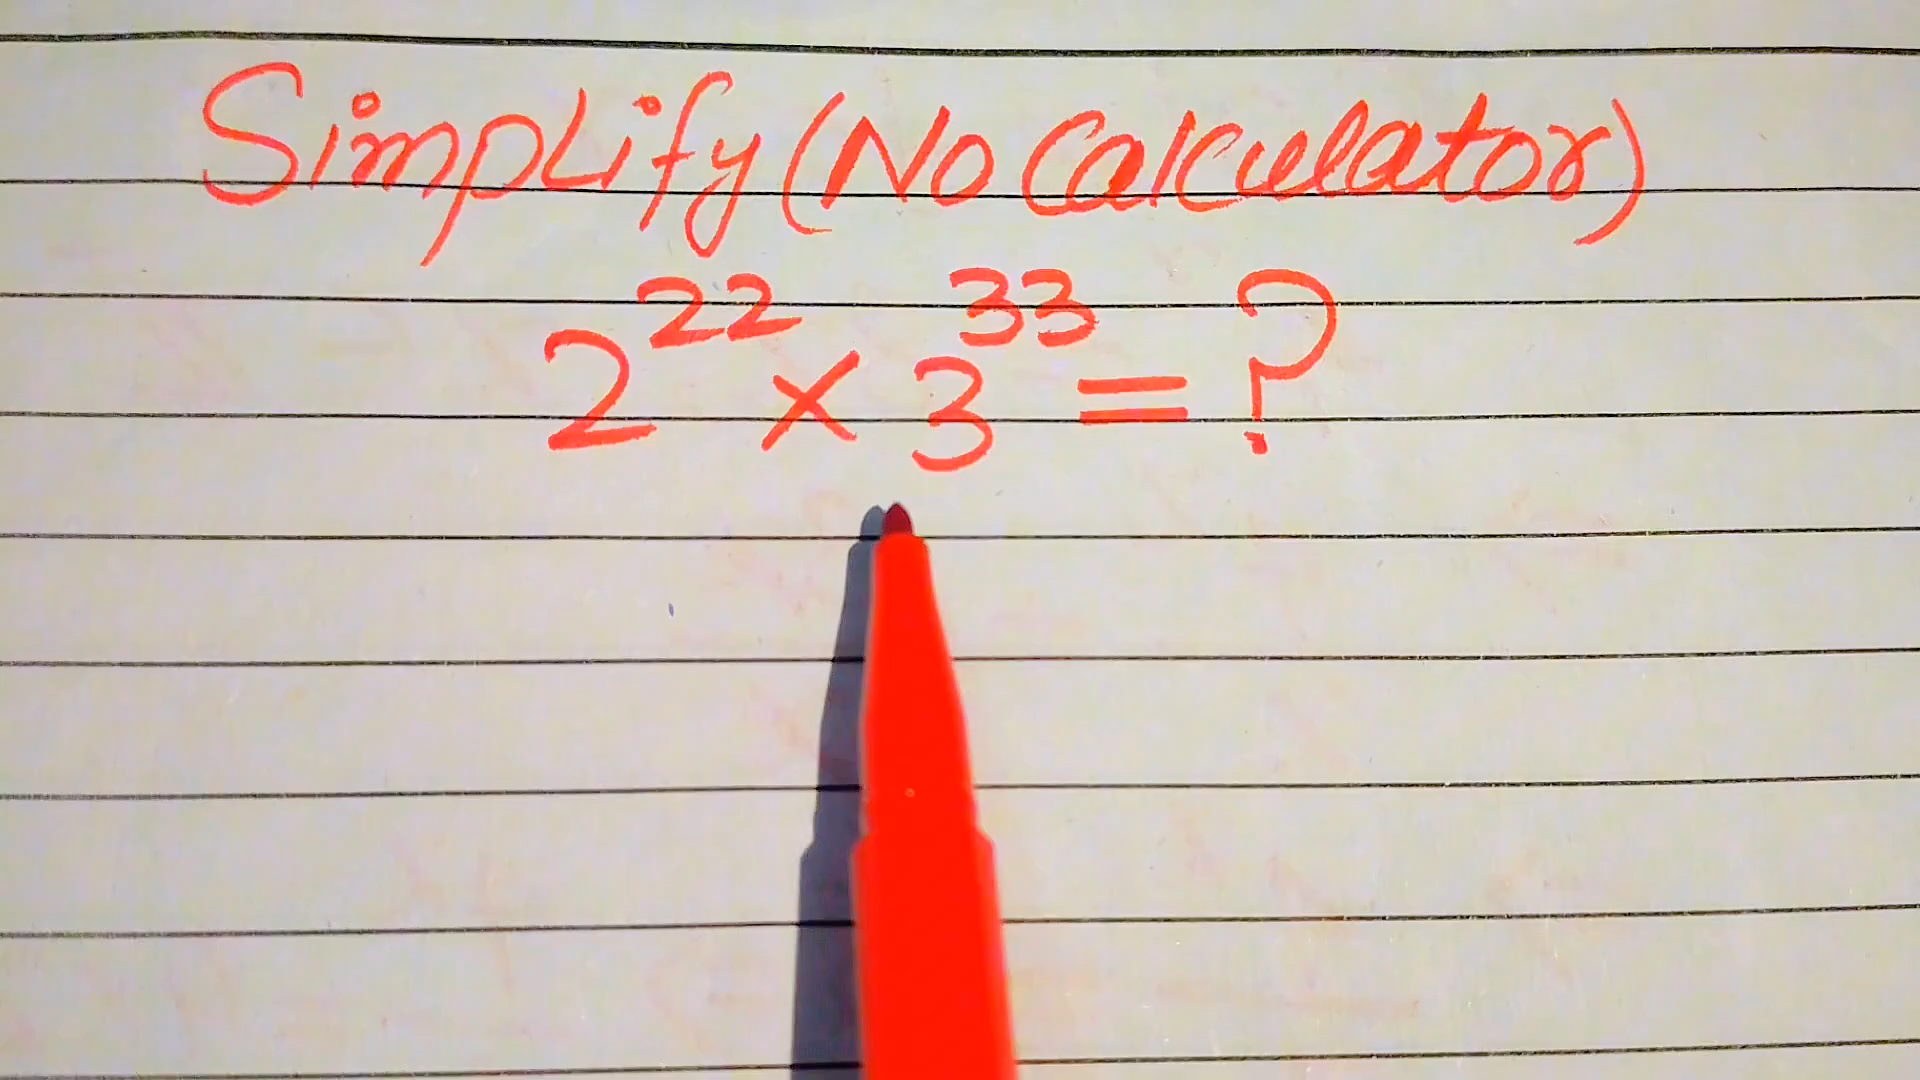 Simplify (No Calculator)
2²² × 3³³ = ?